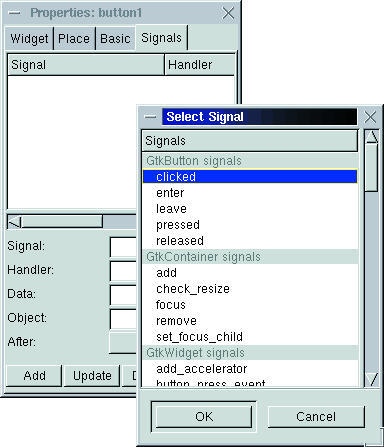 Properties: button1
Widget Place Basic Signals
Signal Handler
Signal:
Handler:
Data:
Object:
After:
Add Update
Select Signal
Signals
GtkButton signals
clicked
enter
leave
pressed
released
GtkContainer signals
add
check_resize
focus
remove
set_focus_child
GtkWidget signals
add_accelerator
button_press_event
OK Cancel